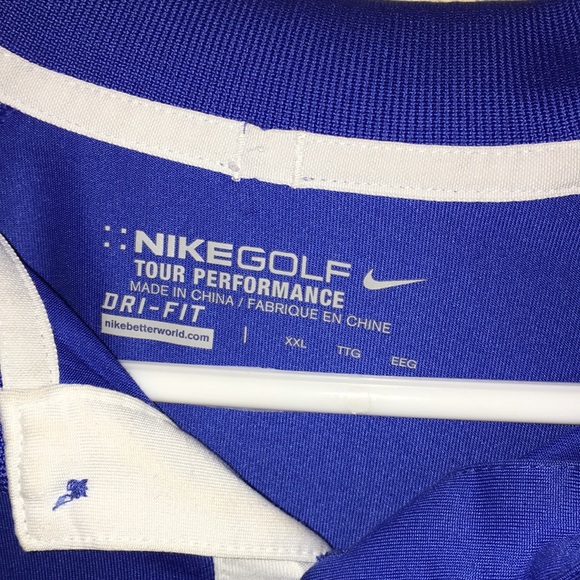 NIKEGOLF
TOUR PERFORMANCE
MADE IN CHINA / FABRIQUE EN CHINE
DRI-FIT
nikebetterworld.com
XXL TTG EEG